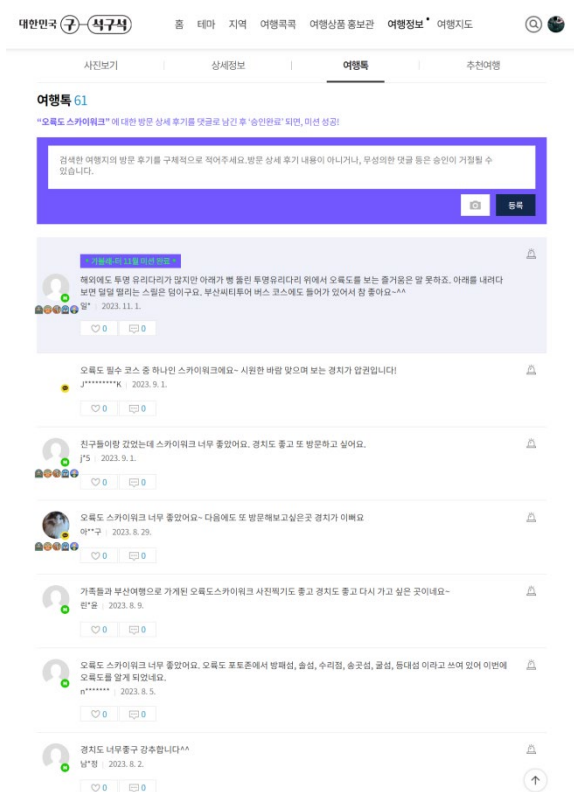 대한민국 구석구석
홈 테마 지역 여행콕콕 여행상품 홍보관 여행정보 여행지도
사진보기 상세정보 여행톡 추천여행
여행톡 61
"오륙도 스카이워크" 에 대한 방문 상세 후기를 댓글로 남긴 후 '승인완료' 되면, 미션 성공!
검색한 여행지의 방문 후기를 구체적으로 적어주세요.방문 상세 후기 내용이 아니거나, 무성의한 댓글 등은 승인이 거절될 수
있습니다.
등록
* 가볼래-터 11월 미션 완료 *
해외에도 투명 유리다리가 많지만 아래가 뻥 뚫린 투명유리다리 위에서 오륙도를 보는 즐거움은 말 못하죠. 아래를 내려다
보면 덜덜 떨리는 스릴은 덤이구요. 부산씨티투어 버스 코스에도 들어가 있어서 참 좋아요~^^
일* 2023. 11. 1.
0 0
오륙도 필수 코스 중 하나인 스카이워크에요~ 시원한 바람 맞으며 보는 경치가 압권입니다!
J*********K 2023. 9. 1.
0 0
친구들이랑 갔었는데 스카이워크 너무 좋았어요. 경치도 좋고 또 방문하고 싶어요.
j*5 2023. 9. 1.
0 0
오륙도 스카이워크 너무 좋았어요~ 다음에도 또 방문해보고싶은곳 경치가 이뻐요
아**구 2023. 8. 29.
0 0
가족들과 부산여행으로 가게된 오륙도스카이워크 사진찍기도 좋고 경치도 좋고 다시 가고 싶은 곳이네요~
린*윤 2023. 8. 9.
0 0
오륙도 스카이워크 너무 좋았어요. 오륙도 포토존에서 방패섬, 솔섬, 수리섬, 송곳섬, 굴섬, 등대섬 이라고 쓰여 있어 이번에
오륙도를 알게 되었네요.
n******* 2023. 8. 5.
0 0
경치도 너무좋구 강추합니다^^
남*정 2023. 8. 2.
0 0